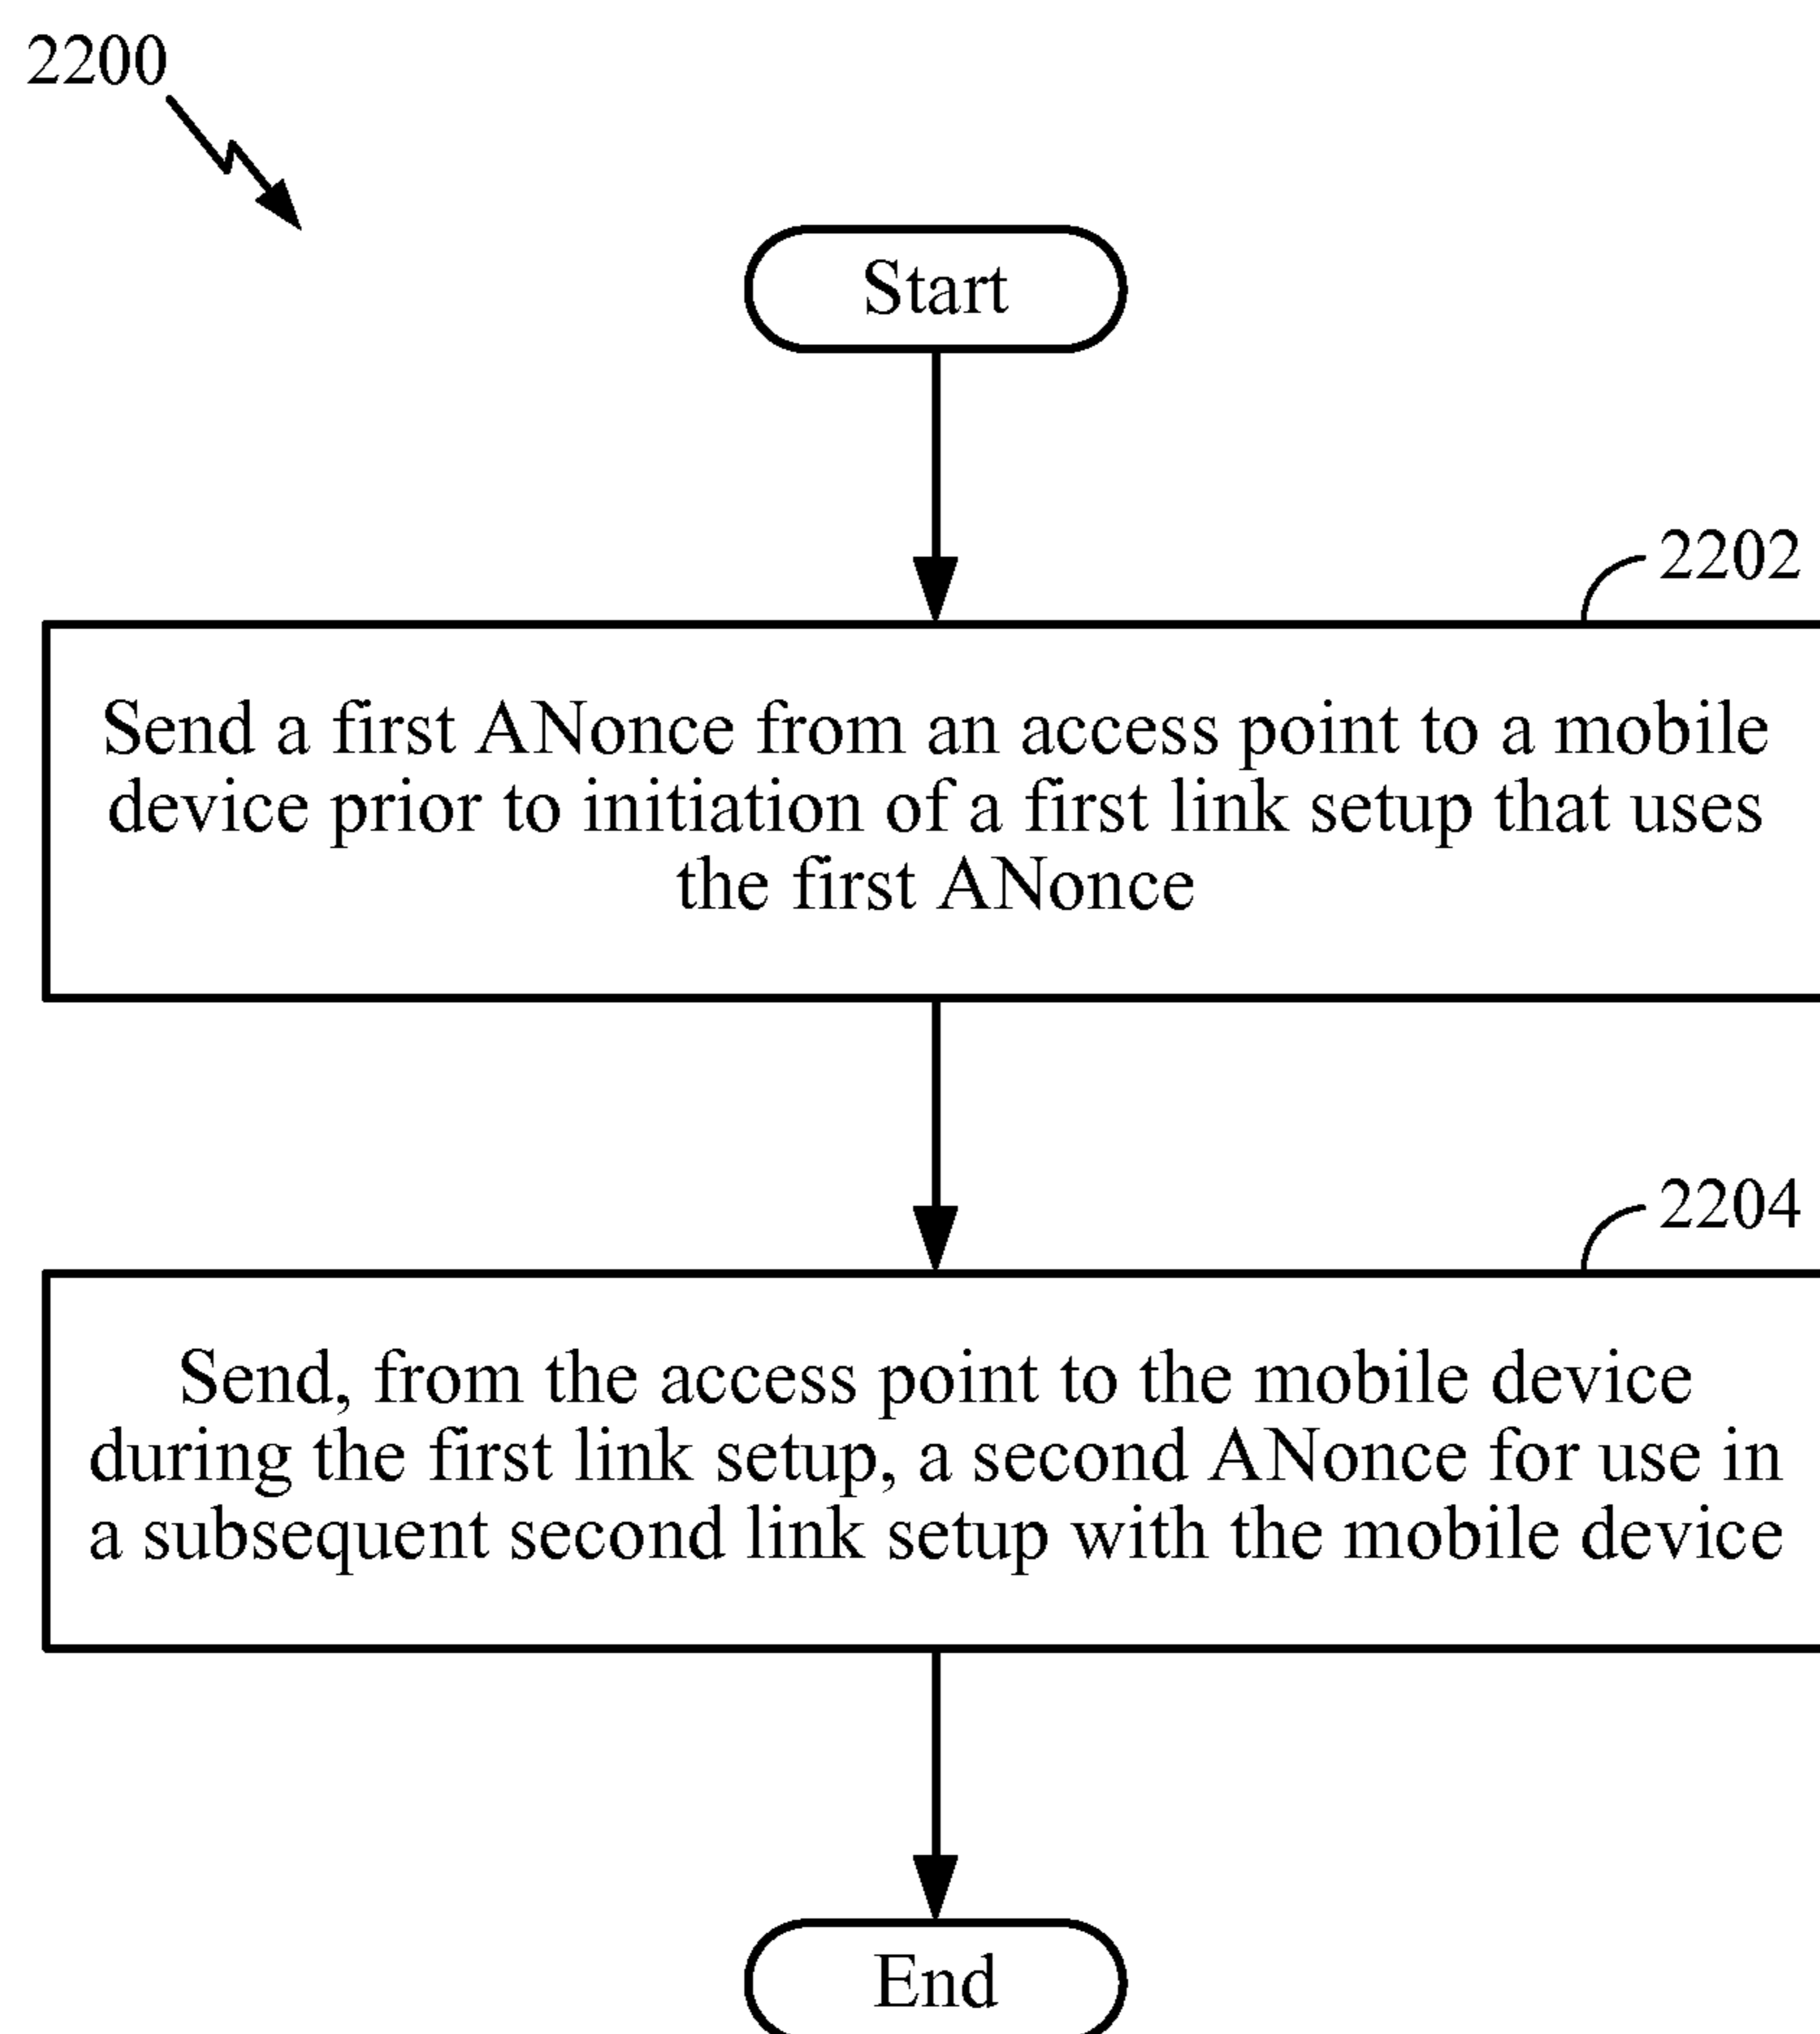 2200
Start
2202
Send a first ANonce from an access point to a mobile
device prior to initiation of a first link setup that uses
the first ANonce
2204
Send, from the access point to the mobile device
during the first link setup, a second ANonce for use in
a subsequent second link setup with the mobile device
End